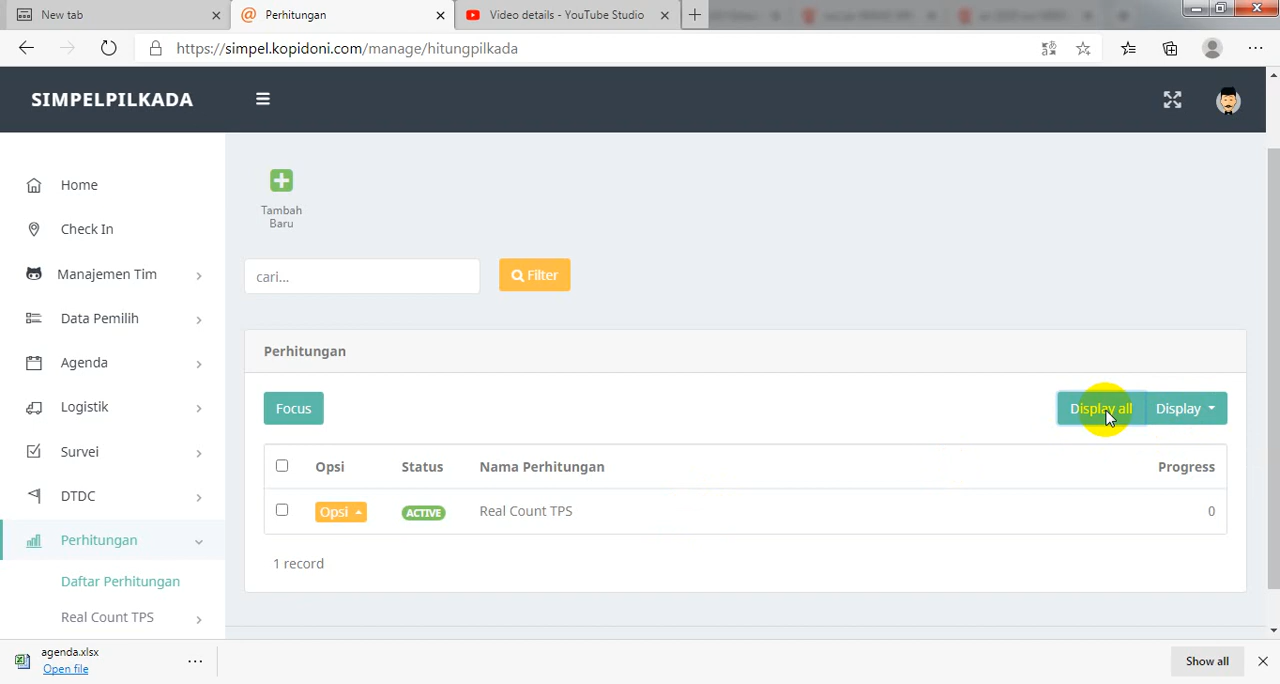 New tab
Perhitungan
Video details - YouTube Studio
https://simpel.kopidoni.com/manage/hitungpilkada
SIMPELPILKADA
Home
Check In
Manajemen Tim
Data Pemilih
Agenda
Logistik
Survei
DTDC
Perhitungan
Daftar Perhitungan
Real Count TPS
Tambah
Baru
cari...
Filter
Perhitungan
Focus
Display all
Display
Opsi
Status
Nama Perhitungan
Progress
Opsi
ACTIVE
Real Count TPS
0
1 record
agenda.xlsx
Open file
Show all